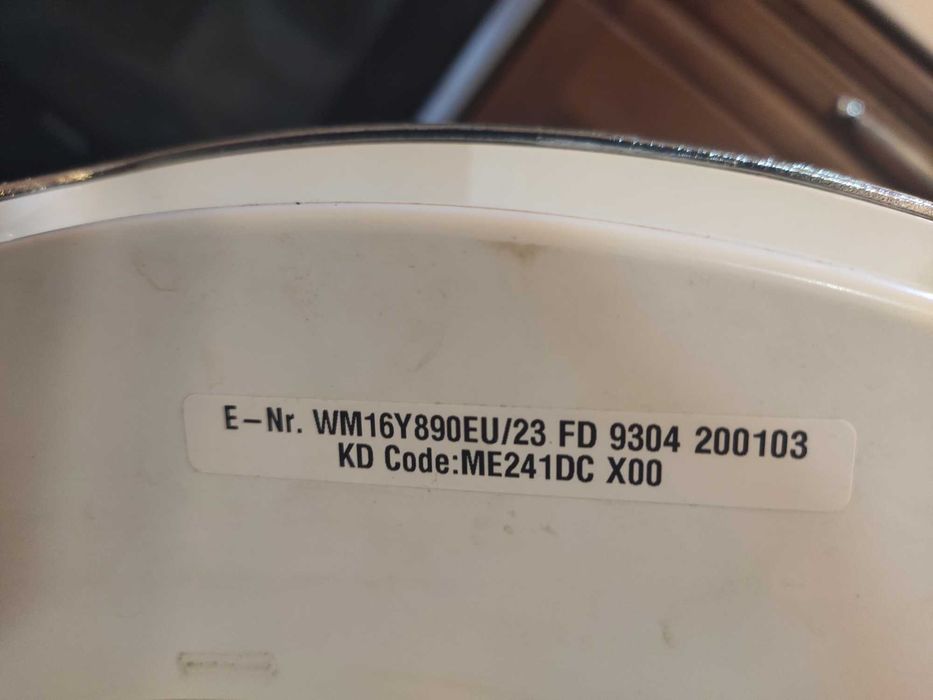 E-Nr. WM16Y890EU/23 FD 9304 200103
KD Code:ME241DC X00